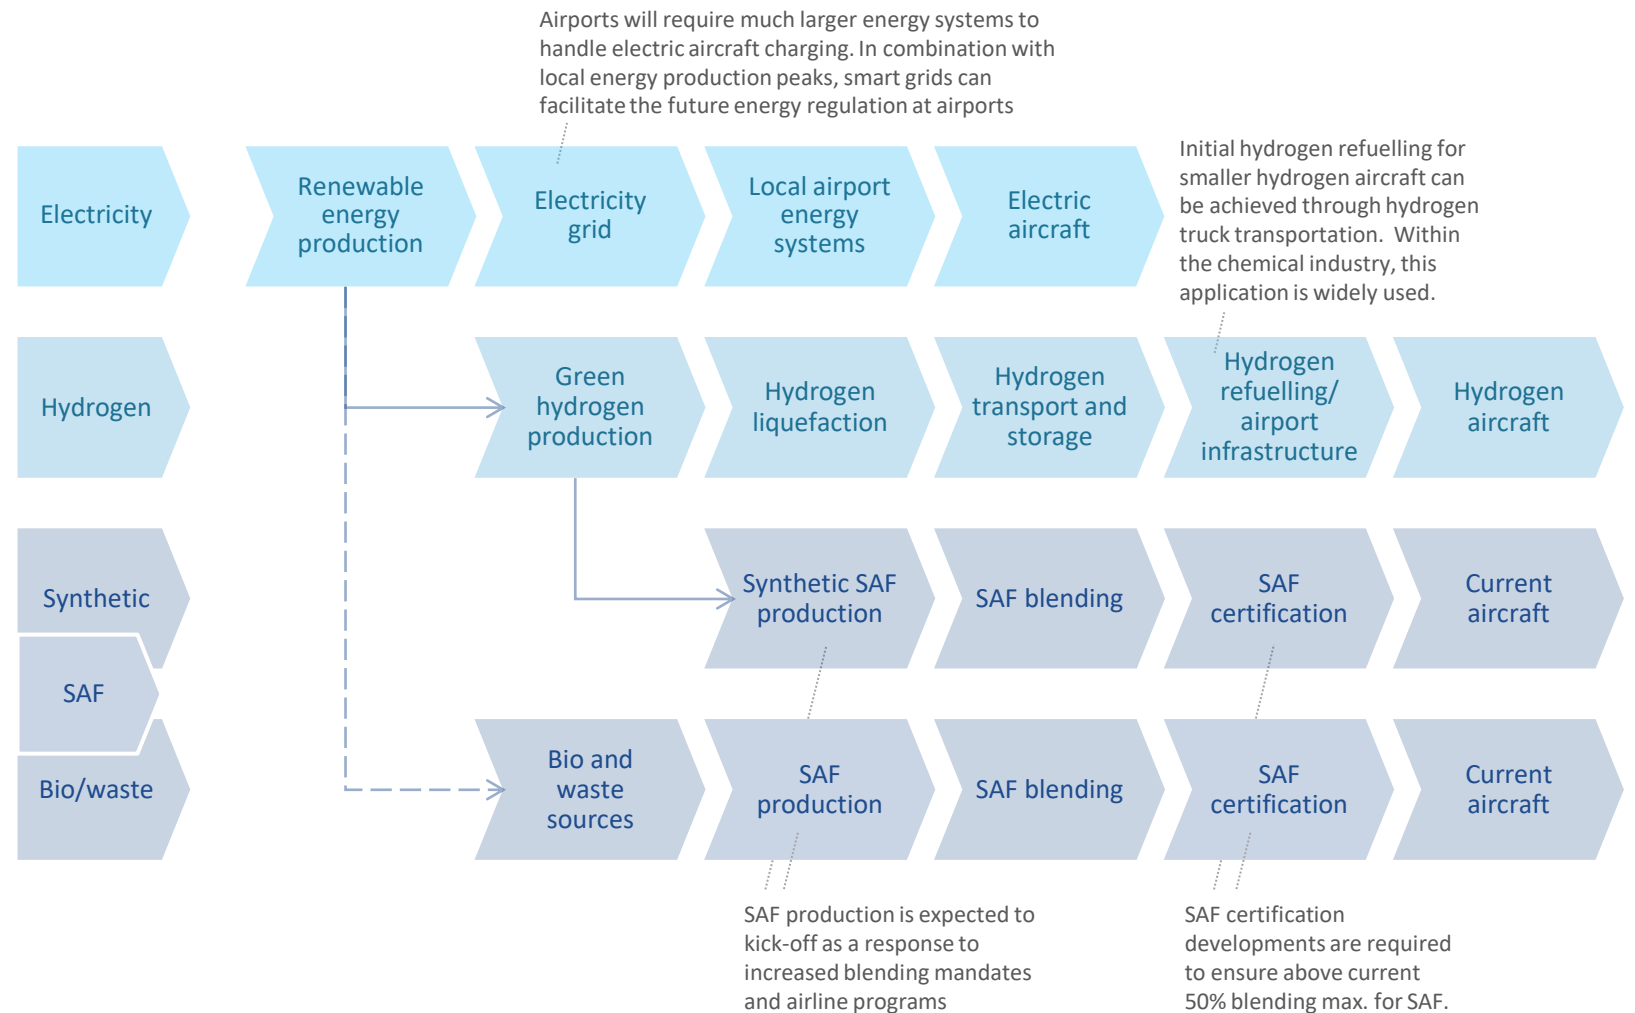 Airports will require much larger energy systems to
handle electric aircraft charging. In combination with
local energy production peaks, smart grids can
facilitate the future energy regulation at airports
Electricity
Renewable
energy
production
Electricity
grid
Local airport
energy
systems
Electric
aircraft
Initial hydrogen refuelling for
smaller hydrogen aircraft can
be achieved through hydrogen
truck transportation.  Within
the chemical industry, this
application is widely used.
Hydrogen
Green
hydrogen
production
Hydrogen
liquefaction
Hydrogen
transport and
storage
Hydrogen
refuelling/
airport
infrastructure
Hydrogen
aircraft
Synthetic
Synthetic SAF
production
SAF blending
SAF
certification
Current
aircraft
SAF
Bio/waste
Bio and
waste
sources
SAF
production
SAF blending
SAF
certification
Current
aircraft
SAF production is expected to
kick-off as a response to
increased blending mandates
and airline programs
SAF certification
developments are required
to ensure above current
50% blending max. for SAF.